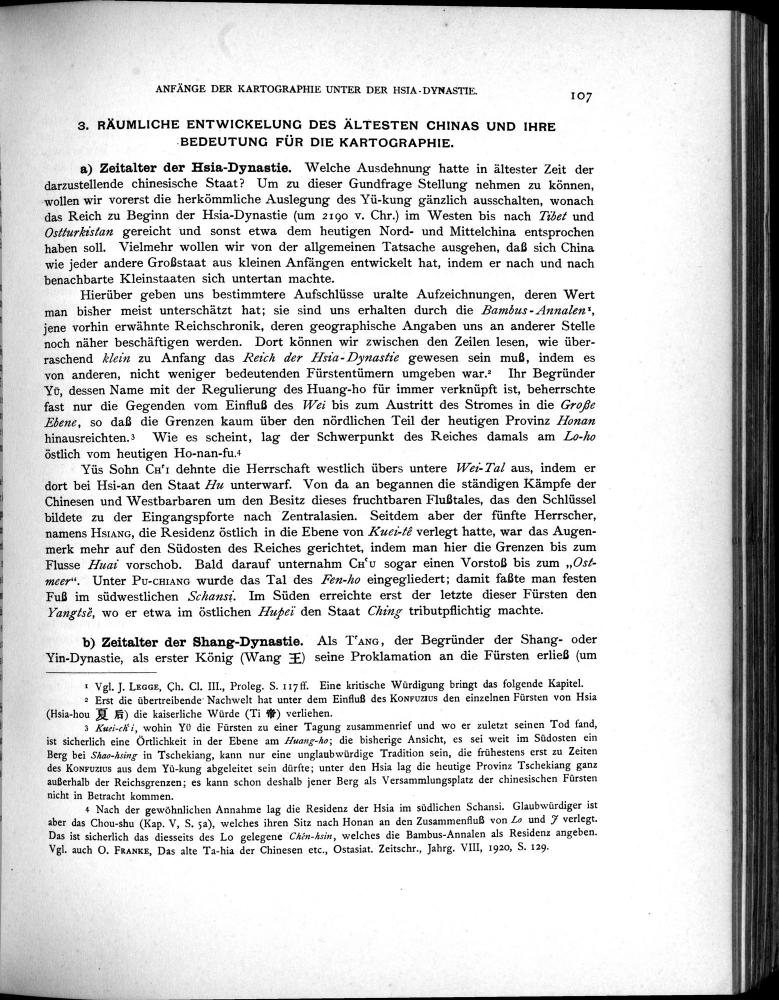 ANFÄNGE DER KARTOGRAPHIE UNTER DER HSIA-DYNASTIE.
107
3. RÄUMLICHE ENTWICKELUNG DES ÄLTESTEN CHINAS UND IHRE
BEDEUTUNG FÜR DIE KARTOGRAPHIE.
a) Zeitalter der Hsia-Dynastie. Welche Ausdehnung hatte in ältester Zeit der
darzustellende chinesische Staat? Um zu dieser Gundfrage Stellung nehmen zu können,
wollen wir vorerst die herkömmliche Auslegung des Yü-kung gänzlich ausschalten, wonach
das Reich zu Beginn der Hsia-Dynastie (um 2190 v. Chr.) im Westen bis nach Tibet und
Ostturkistan gereicht und sonst etwa dem heutigen Nord- und Mittelchina entsprochen
haben soll. Vielmehr wollen wir von der allgemeinen Tatsache ausgehen, daß sich China
wie jeder andere Großstaat aus kleinen Anfängen entwickelt hat, indem er nach und nach
benachbarte Kleinstaaten sich untertan machte.
Hierüber geben uns bestimmtere Aufschlüsse uralte Aufzeichnungen, deren Wert
man bisher meist unterschätzt hat; sie sind uns erhalten durch die Bambus-Annalen¹,
jene vorhin erwähnte Reichschronik, deren geographische Angaben uns an anderer Stelle
noch näher beschäftigen werden. Dort können wir zwischen den Zeilen lesen, wie über-
raschend klein zu Anfang das Reich der Hsia-Dynastie gewesen sein muß, indem es
von anderen, nicht weniger bedeutenden Fürstentümern umgeben war.² Ihr Begründer
YÜ, dessen Name mit der Regulierung des Huang-ho für immer verknüpft ist, beherrschte
fast nur die Gegenden vom Einfluß des Wei bis zum Austritt des Stromes in die Große
Ebene, so daß die Grenzen kaum über den nördlichen Teil der heutigen Provinz Honan
hinausreichten.³ Wie es scheint, lag der Schwerpunkt des Reiches damals am Lo-ho
östlich vom heutigen Ho-nan-fu.⁴
Yüs Sohn CHʻI dehnte die Herrschaft westlich übers untere Wei-Tal aus, indem er
dort bei Hsi-an den Staat Hu unterwarf. Von da an begannen die ständigen Kämpfe der
Chinesen und Westbarbaren um den Besitz dieses fruchtbaren Flußtales, das den Schlüssel
bildete zu der Eingangspforte nach Zentralasien. Seitdem aber der fünfte Herrscher,
namens HSIANG, die Residenz östlich in die Ebene von Kuei-tê verlegt hatte, war das Augen-
merk mehr auf den Südosten des Reiches gerichtet, indem man hier die Grenzen bis zum
Flusse Huai vorschob. Bald darauf unternahm CHʻU sogar einen Vorstoß bis zum „Ost-
meer“. Unter PU-CHIANG wurde das Tal des Fen-ho eingegliedert; damit faßte man festen
Fuß im südwestlichen Schansi. Im Süden erreichte erst der letzte dieser Fürsten den
Yangtsë, wo er etwa im östlichen Hupeï den Staat Ching tributpflichtig machte.
b) Zeitalter der Shang-Dynastie. Als TʻANG, der Begründer der Shang- oder
Yin-Dynastie, als erster König (Wang 王) seine Proklamation an die Fürsten erließ (um
¹ Vgl. J. LEGGE, Ch. Cl. III., Proleg. S. 117 ff. Eine kritische Würdigung bringt das folgende Kapitel.
² Erst die übertreibende Nachwelt hat unter dem Einfluß des KONFUZIUS den einzelnen Fürsten von Hsia
(Hsia-hou 夏 后) die kaiserliche Würde (Ti 帝) verliehen.
³ Kuei-chʻi, wohin YÜ die Fürsten zu einer Tagung zusammenrief und wo er zuletzt seinen Tod fand,
ist sicherlich eine Örtlichkeit in der Ebene am Huang-ho; die bisherige Ansicht, es sei weit im Südosten ein
Berg bei Shao-hsing in Tschekiang, kann nur eine unglaubwürdige Tradition sein, die frühestens erst zu Zeiten
des KONFUZIUS aus dem Yü-kung abgeleitet sein dürfte; unter den Hsia lag die heutige Provinz Tschekiang ganz
außerhalb der Reichsgrenzen; es kann schon deshalb jener Berg als Versammlungsplatz der chinesischen Fürsten
nicht in Betracht kommen.
⁴ Nach der gewöhnlichen Annahme lag die Residenz der Hsia im südlichen Schansi. Glaubwürdiger ist
aber das Chou-shu (Kap. V, S. 5a), welches ihren Sitz nach Honan an den Zusammenfluß von Lo und J verlegt.
Das ist sicherlich das diesseits des Lo gelegene Chên-hsin, welches die Bambus-Annalen als Residenz angeben.
Vgl. auch O. FRANKE, Das alte Ta-hia der Chinesen etc., Ostasiat. Zeitschr., Jahrg. VIII, 1920, S. 129.